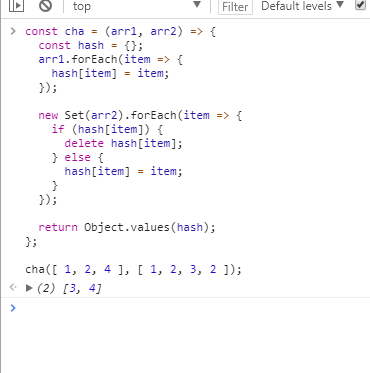 top Filter Default levels
const cha = (arr1, arr2) => {
  const hash = {};
  arr1.forEach(item => {
    hash[item] = item;
  });

  new Set(arr2).forEach(item => {
    if (hash[item]) {
      delete hash[item];
    } else {
      hash[item] = item;
    }
  });

  return Object.values(hash);
};

cha([ 1, 2, 4 ], [ 1, 2, 3, 2 ]);
(2) [3, 4]